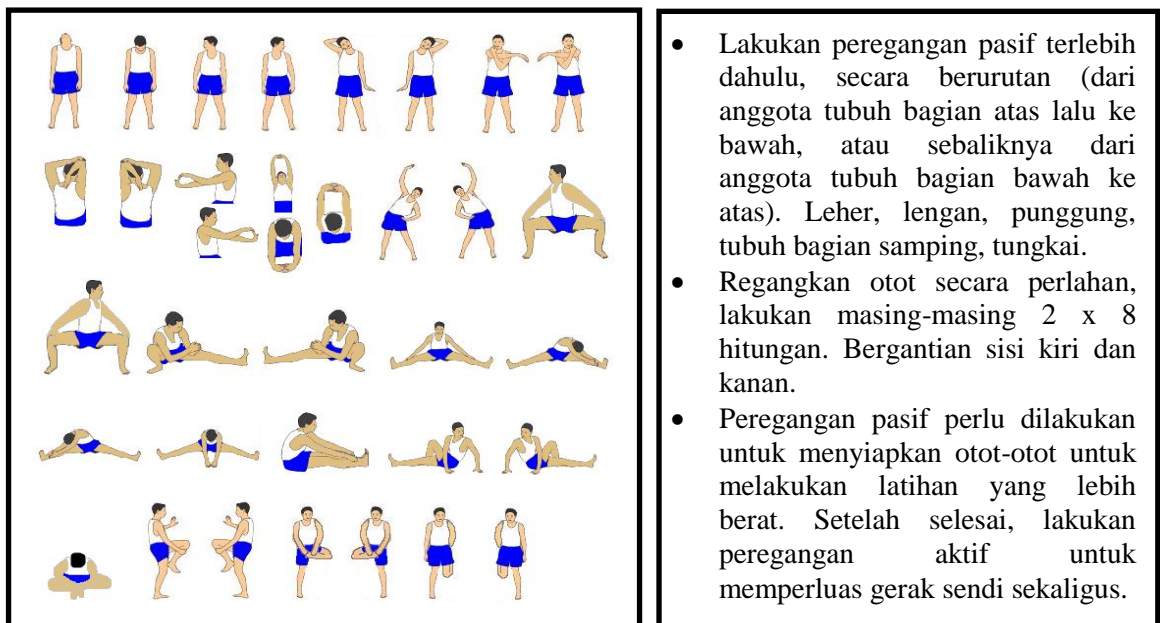 • Lakukan peregangan pasif terlebih
dahulu, secara berurutan (dari
anggota tubuh bagian atas lalu ke
bawah, atau sebaliknya dari
anggota tubuh bagian bawah ke
atas). Leher, lengan, punggung,
tubuh bagian samping, tungkai.
• Regangkan otot secara perlahan,
lakukan masing-masing 2 x 8
hitungan. Bergantian sisi kiri dan
kanan.
• Peregangan pasif perlu dilakukan
untuk menyiapkan otot-otot untuk
melakukan latihan yang lebih
berat. Setelah selesai, lakukan
peregangan aktif untuk
memperluas gerak sendi sekaligus.